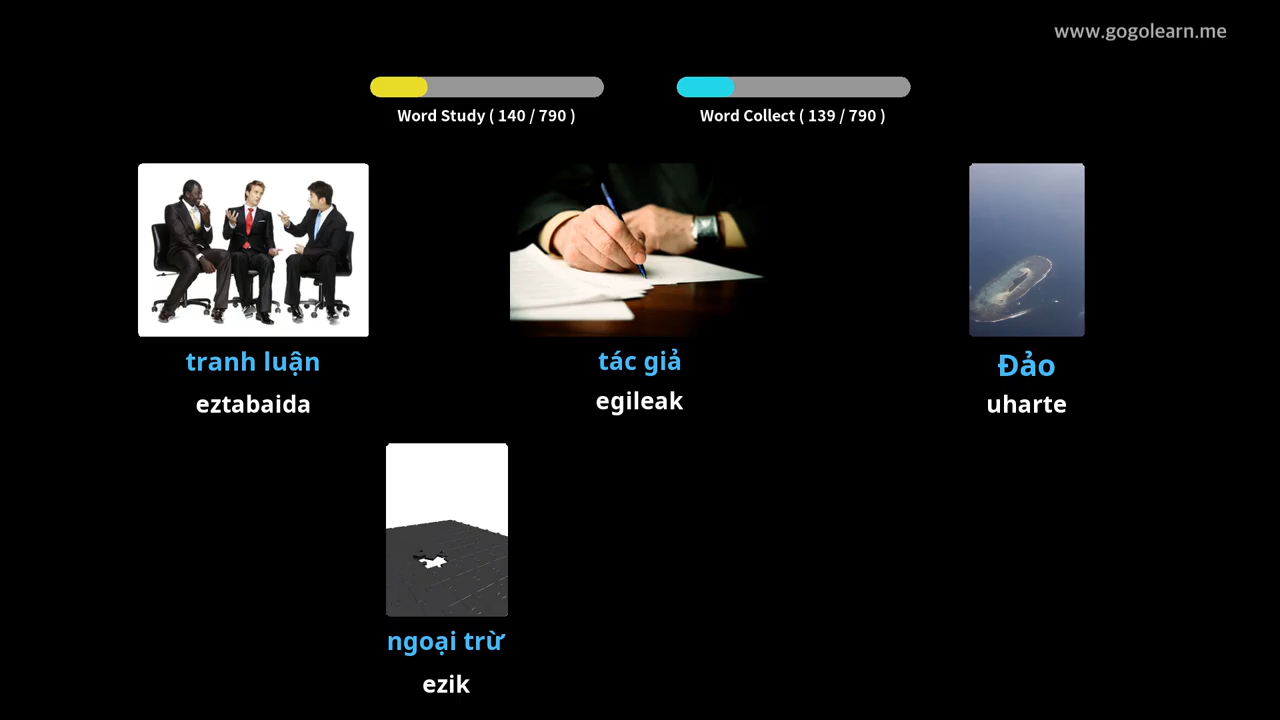 www.gogolearn.me
Word Study ( 140 / 790 )
Word Collect ( 139 / 790 )
tranh luận
eztabaida
tác giả
egileak
Đảo
uharte
ngoại trừ
ezik